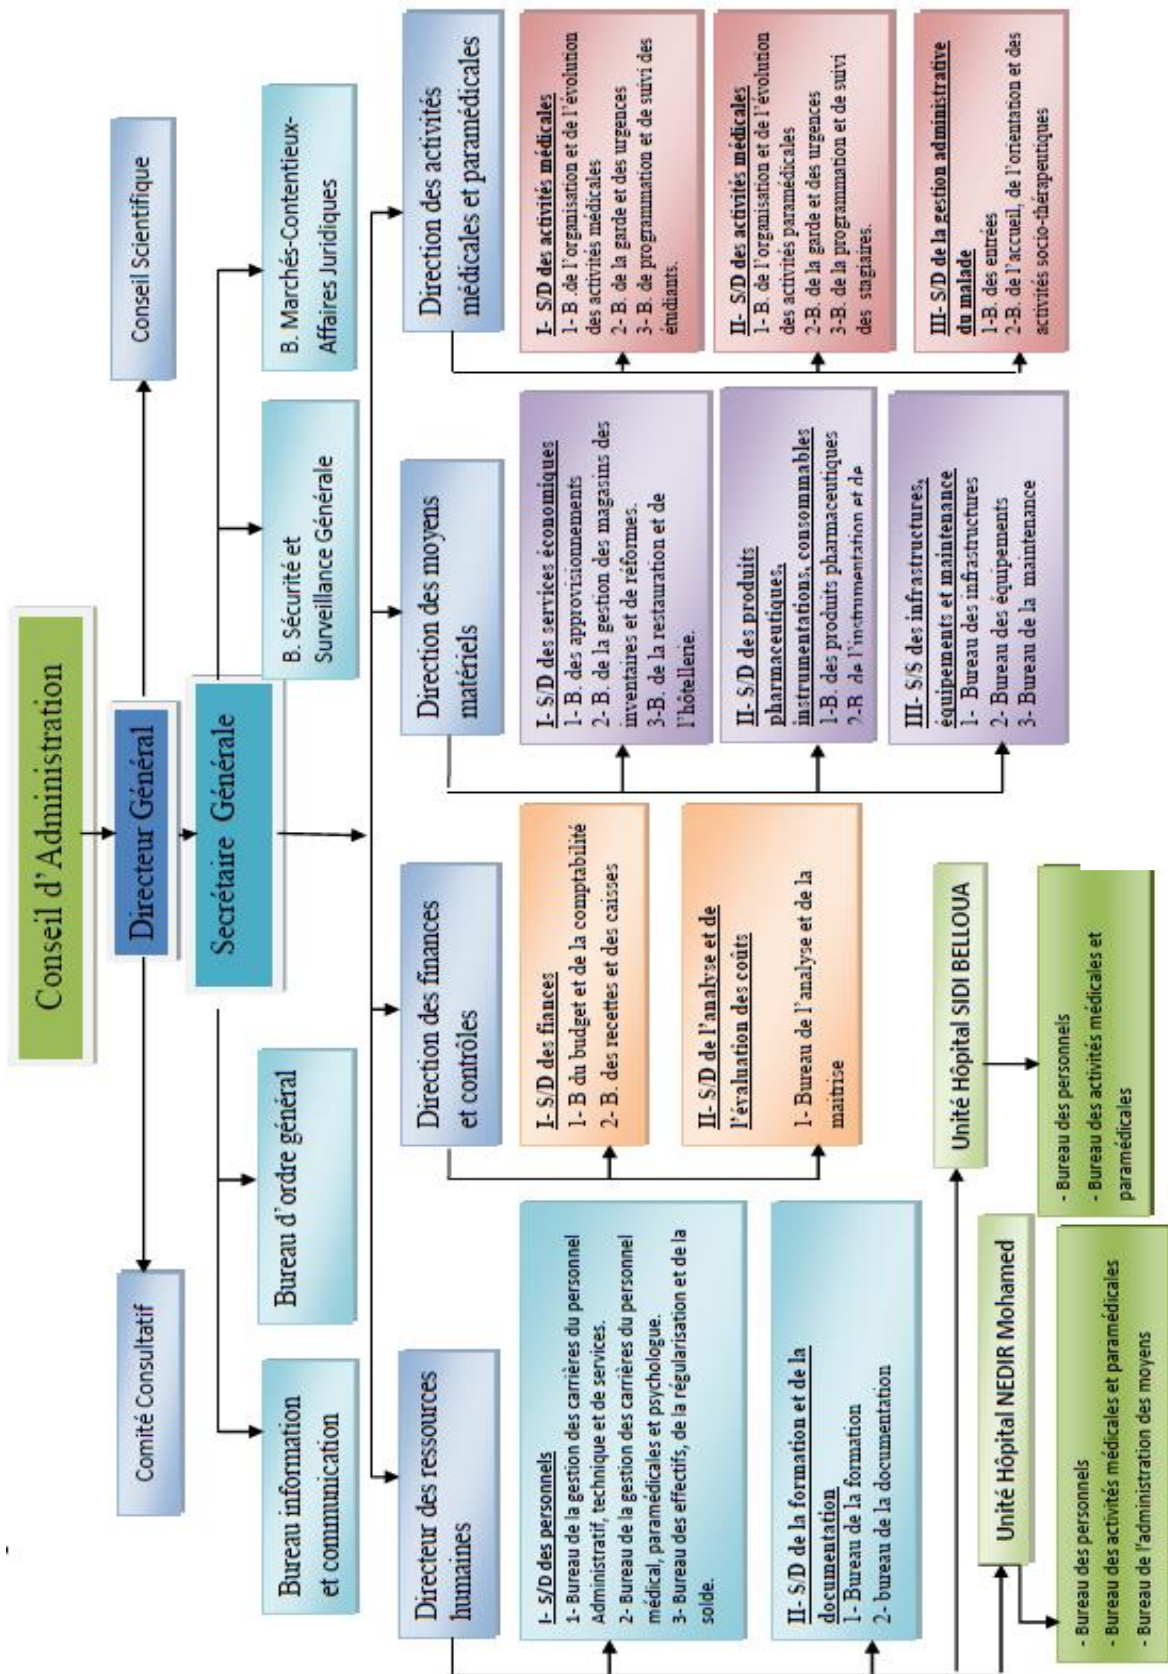 Conseil d'Administration
Directeur Général
Comité Consultatif
Conseil Scientifique
Secrétaire Générale
Bureau information
et communication
Bureau d'ordre général
B. Sécurité et
Surveillance Générale
B. Marchés-Contentieux-
Affaires Juridiques
Directeur des ressources
humaines
Direction des finances
et contrôles
Direction des moyens
matériels
Direction des activités
médicales et paramédicales
I- S/D des personnels
1- Bureau de la gestion des carrières du personnel
Administratif, technique et de services.
2- Bureau de la gestion des carrières du personnel
médical, paramédicales et psychologue.
3- Bureau des effectifs, de la régularisation et de la
solde.
II- S/D de la formation et de la
documentation
1- Bureau de la formation
2- bureau de la documentation
I- S/D des fiances
1- B du budget et de la comptabilité
2- B. des recettes et des caisses
II- S/D de l'analyse et de
l'évaluation des coûts
1- Bureau de l'analyse et de la
maitrise
I- S/D des services économiques
1- B. des approvisionnements
2- B. de la gestion des magasins des
inventaires et de réformes.
3-B. de la restauration et de
l'hôtellerie.
II- S/D des produits
pharmaceutiques,
instrumentations, consommables
1-B. des produits pharmaceutiques
2-B. de l'instrumentation et de
III- S/S des infrastructures,
équipements et maintenance
1- Bureau des infrastructures
2- Bureau des équipements
3- Bureau de la maintenance
I- S/D des activités médicales
1- B .de l'organisation et de l'évolution
des activités médicales
2- B. de la garde et des urgences
3- B. de programmation et de suivi des
étudiants.
II- S/D des activités médicales
1- B. de l'organisation et de l'évolution
des activités paramédicales
2-B. de la garde et des urgences
3-B. de la programmation et de suivi
des stagiaires.
III- S/D de la gestion administrative
du malade
1-B. des entrées
2-B. de l'accueil, de l'orientation et des
activités socio-thérapeutiques
Unité Hôpital NEDIR Mohamed
- Bureau des personnels
- Bureau des activités médicales et paramédicales
- Bureau de l'administration des moyens
Unité Hôpital SIDI BELLOUA
- Bureau des personnels
- Bureau des activités médicales et
paramédicales